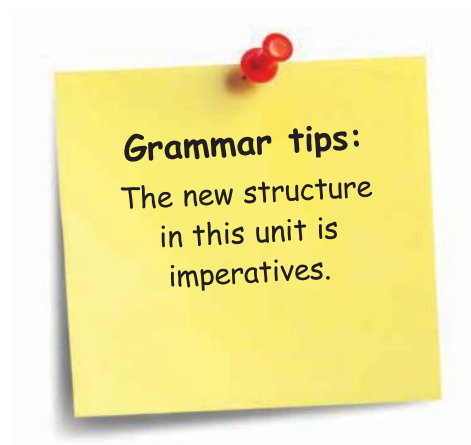 Grammar tips:
The new structure
in this unit is
imperatives.